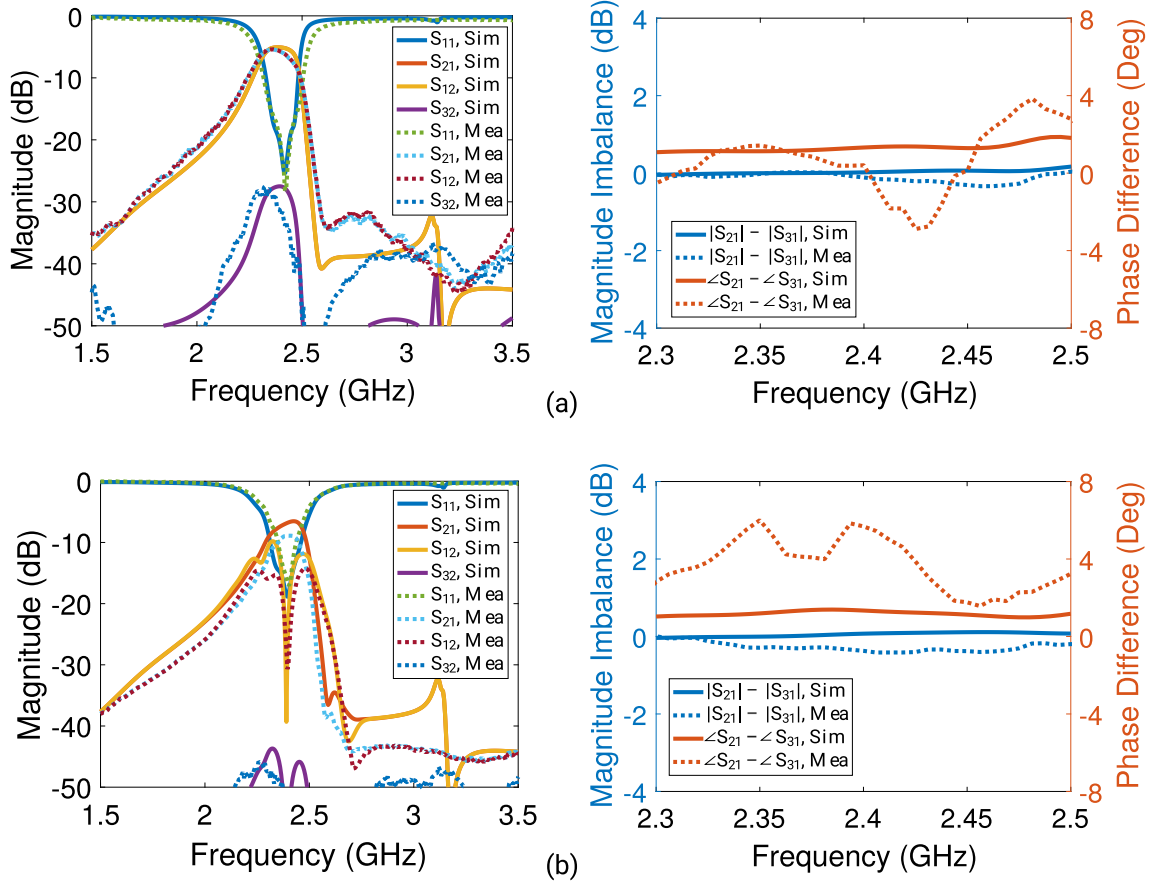 0
-10
-20
-30
-40
-50
1.5
2
2.5
3
3.5
Magnitude (dB)
Frequency (GHz)
S11, Sim
S21, Sim
S12, Sim
S32, Sim
S11, Mea
S21, Mea
S12, Mea
S32, Mea
4
2
0
-2
-4
Magnitude Imbalance (dB)
8
4
0
-4
-8
Phase Difference (Deg)
2.3
2.35
2.4
2.45
2.5
Frequency (GHz)
|S21| − |S31|, Sim
|S21| − |S31|, Mea
∠S21 − ∠S31, Sim
∠S21 − ∠S31, Mea
(a)
0
-10
-20
-30
-40
-50
1.5
2
2.5
3
3.5
Magnitude (dB)
Frequency (GHz)
S11, Sim
S21, Sim
S12, Sim
S32, Sim
S11, Mea
S21, Mea
S12, Mea
S32, Mea
4
2
0
-2
-4
Magnitude Imbalance (dB)
8
4
0
-4
-8
Phase Difference (Deg)
2.3
2.35
2.4
2.45
2.5
Frequency (GHz)
|S21| − |S31|, Sim
|S21| − |S31|, Mea
∠S21 − ∠S31, Sim
∠S21 − ∠S31, Mea
(b)